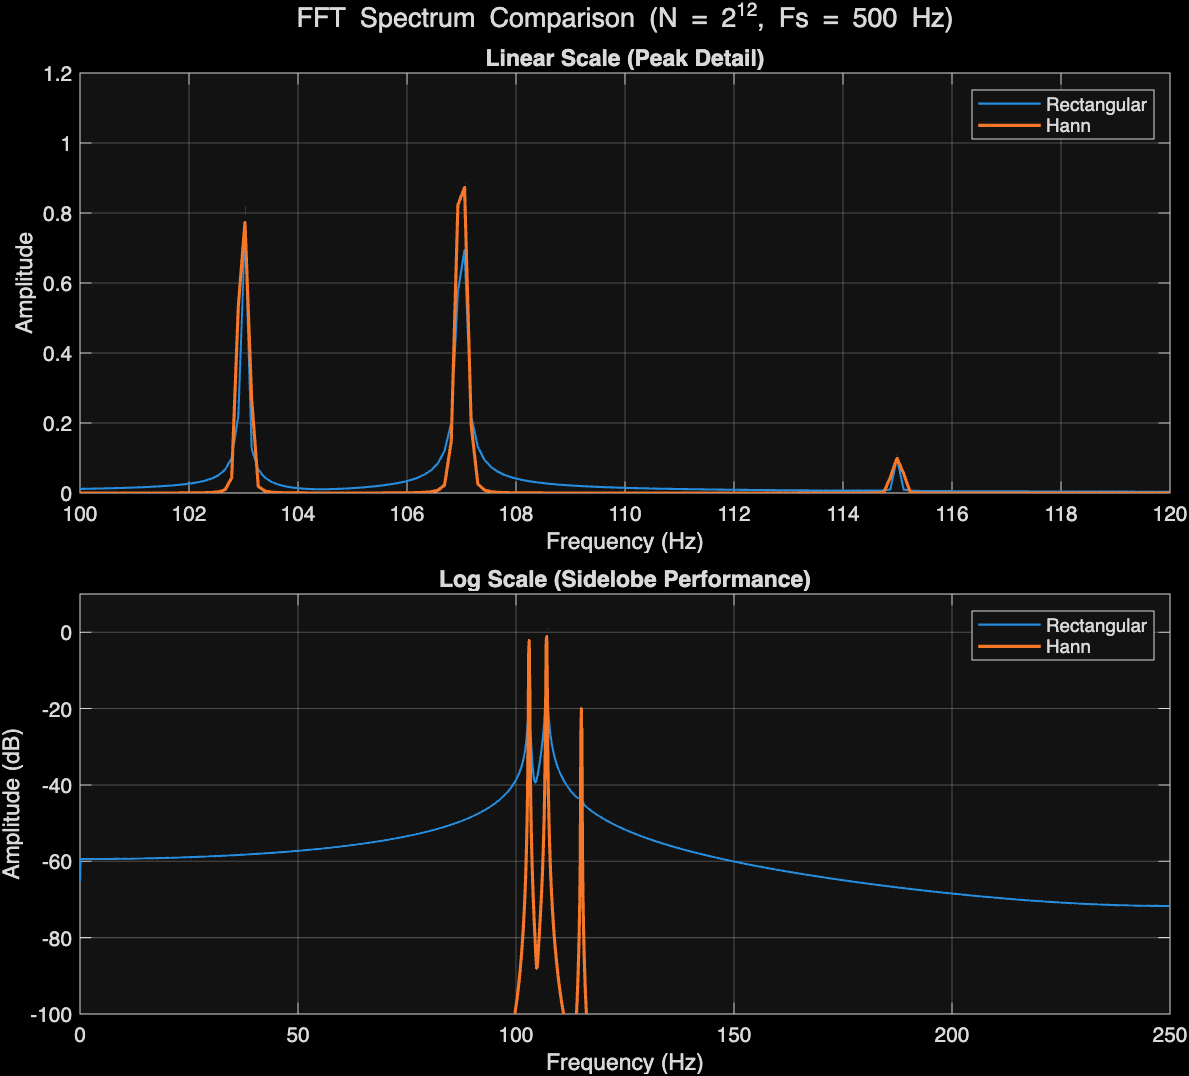 FFT Spectrum Comparison (N = 2¹², Fs = 500 Hz)
Linear Scale (Peak Detail)
1.2
1
0.8
0.6
0.4
0.2
0
Amplitude
Rectangular
Hann
100 102 104 106 108 110 112 114 116 118 120
Frequency (Hz)
Log Scale (Sidelobe Performance)
0
-20
-40
-60
-80
-100
Amplitude (dB)
Rectangular
Hann
0 50 100 150 200 250
Frequency (Hz)